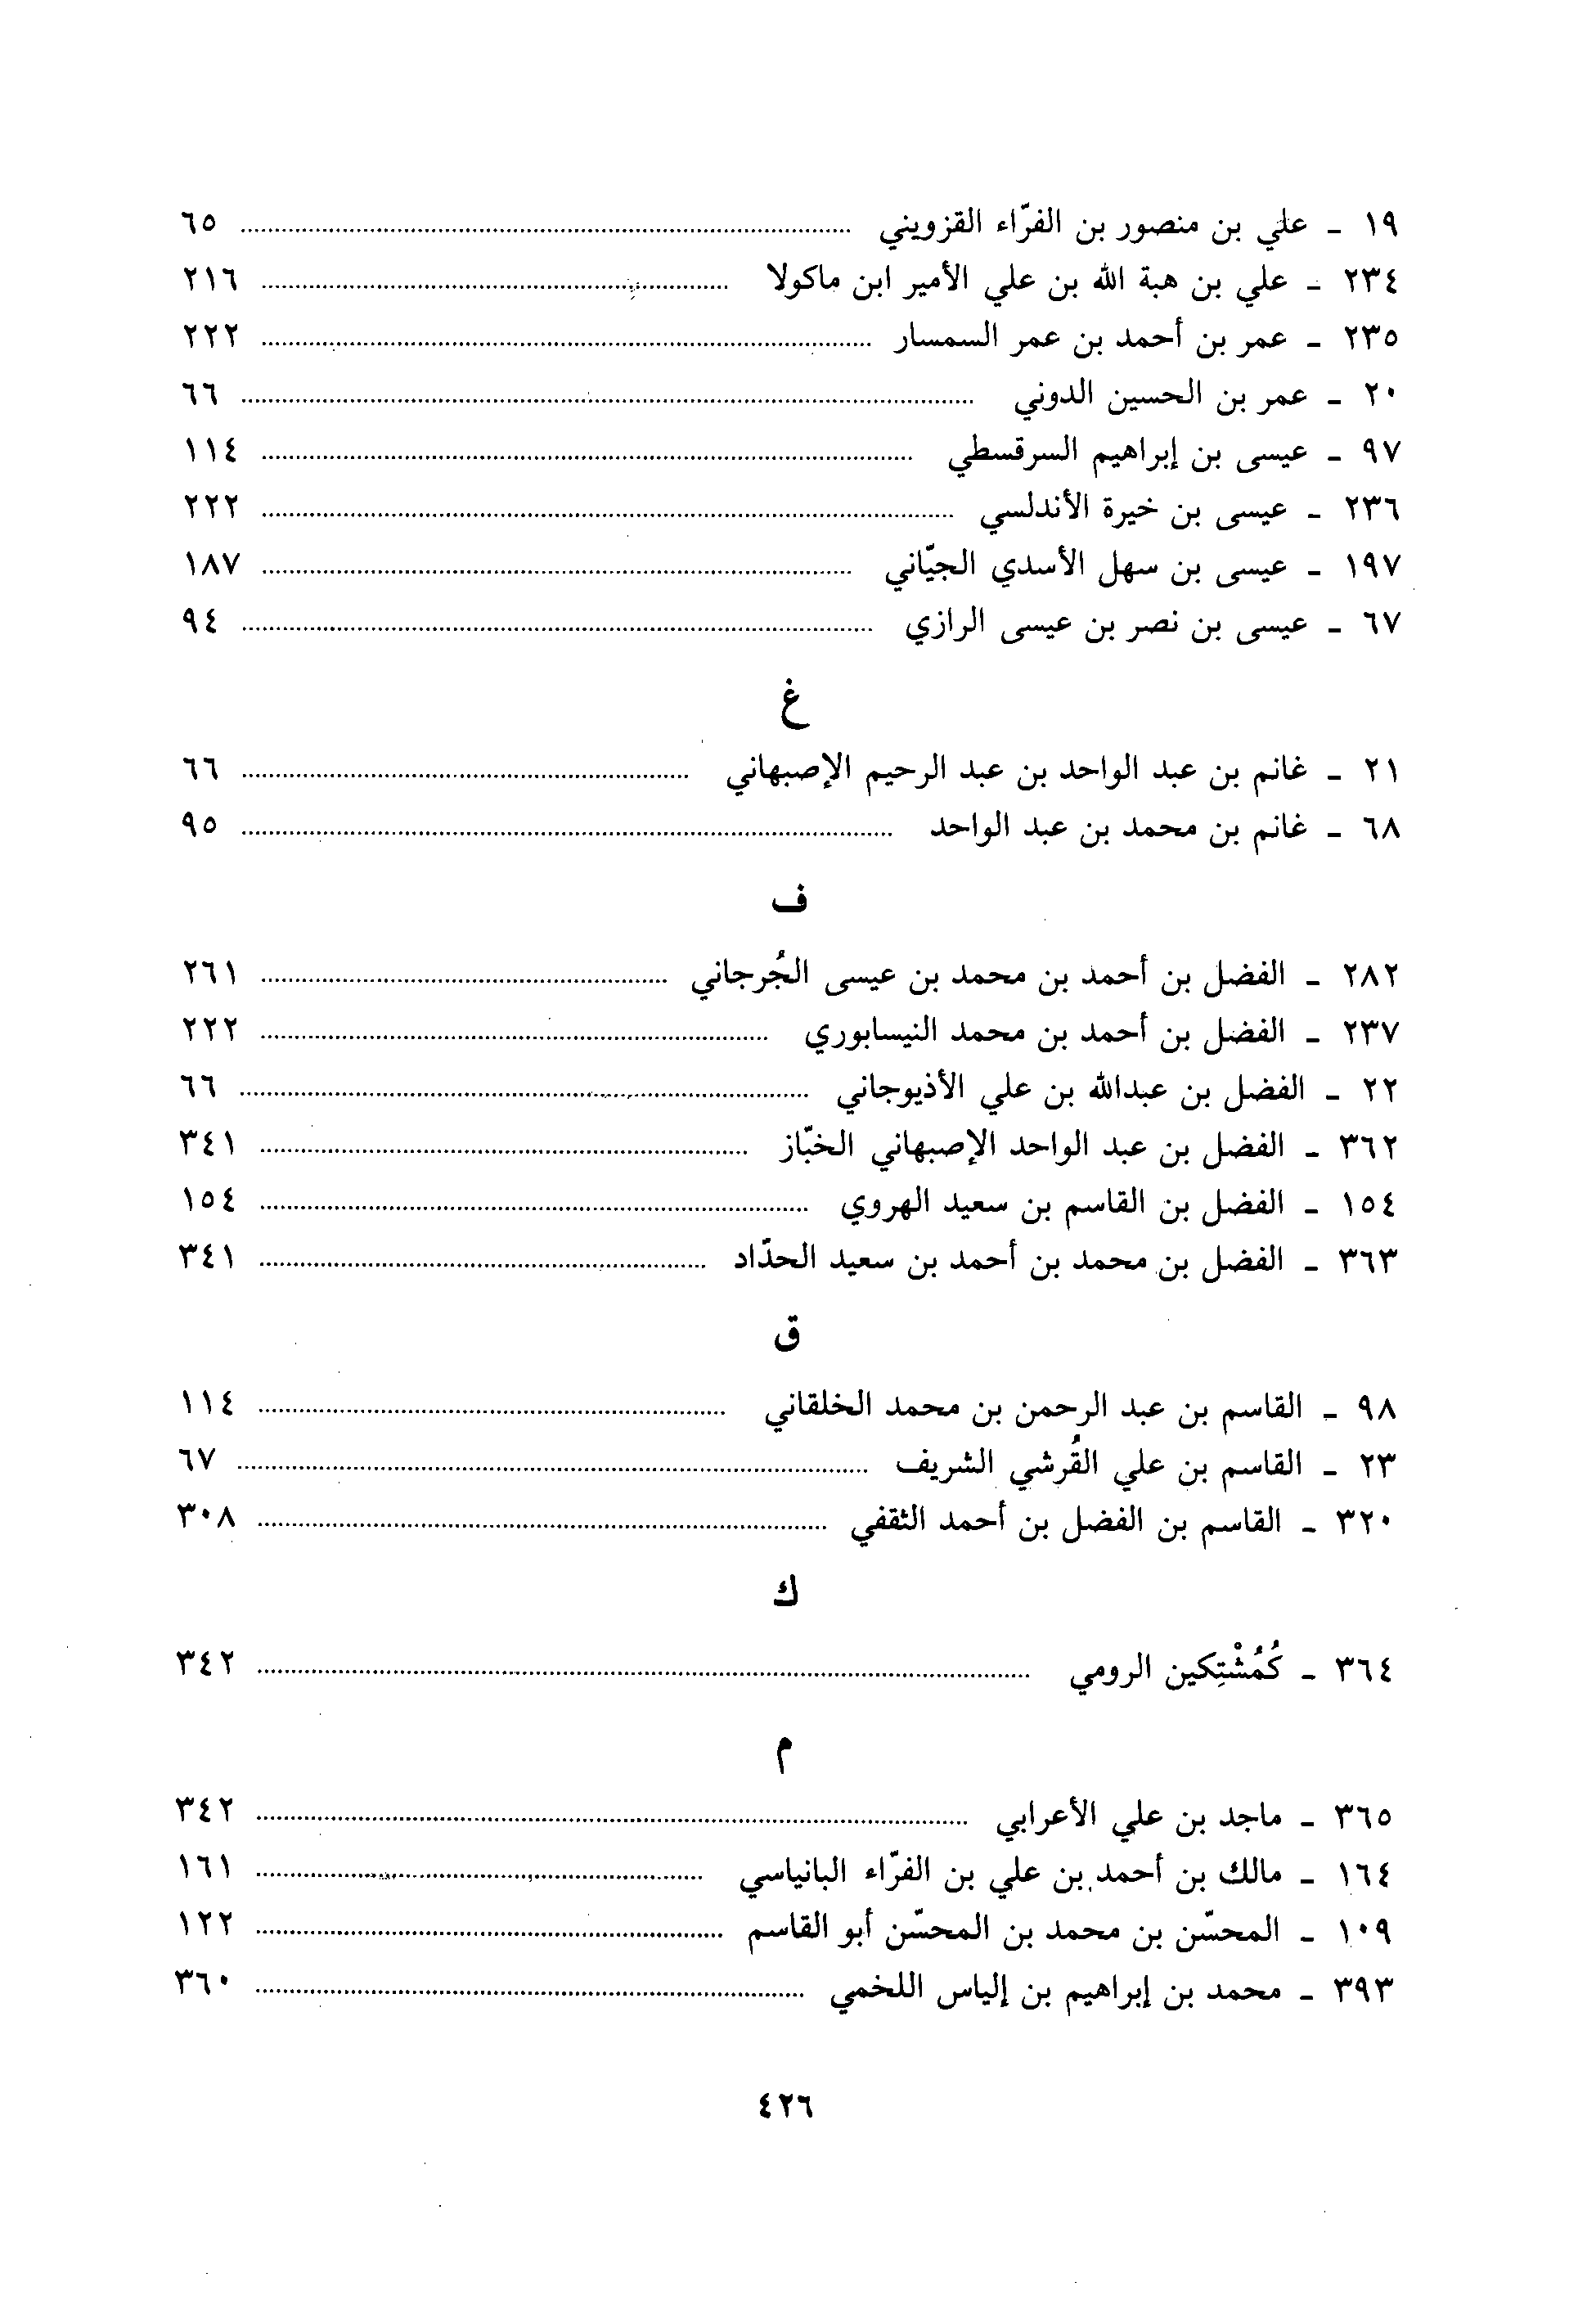 ١٩ - علي بن منصور بن الفرّاء القزويني ........ ٦٥
٢٣٤ - علي بن هبة الله بن علي الأمير ابن ماكولا ........ ٢١٦
٢٣٥ - عمر بن أحمد بن عمر السمسار ........ ٢٢٢
٢٠ - عمر بن الحسين الدوني ........ ٦٦
٩٧ - عيسى بن إبراهيم السرقسطي ........ ١١٤
٢٣٦ - عيسى بن خيرة الأندلسي ........ ٢٢٢
١٩٧ - عيسى بن سهل الأسدي الجيّاني ........ ١٨٧
٦٧ - عيسى بن نصر بن عيسى الرازي ........ ٩٤
غ
٢١ - غانم بن عبد الواحد بن عبد الرحيم الإصبهاني ........ ٦٦
٦٨ - غانم بن محمد بن عبد الواحد ........ ٩٥
ف
٢٨٢ - الفضل بن أحمد بن محمد بن عيسى الجُرجاني ........ ٢٦١
٢٣٧ - الفضل بن أحمد بن محمد النيسابوري ........ ٢٢٢
٢٢ - الفضل بن عبدالله بن علي الأذيوجاني ........ ٦٦
٣٦٢ - الفضل بن عبد الواحد الإصبهاني الخبّاز ........ ٣٤١
١٥٤ - الفضل بن القاسم بن سعيد الهروي ........ ١٥٤
٣٦٣ - الفضل بن محمد بن أحمد بن سعيد الحدّاد ........ ٣٤١
ق
٩٨ - القاسم بن عبد الرحمن بن محمد الخلقاني ........ ١١٤
٢٣ - القاسم بن علي القُرشي الشريف ........ ٦٧
٣٢٠ - القاسم بن الفضل بن أحمد الثقفي ........ ٣٠٨
ك
٣٦٤ - كُمُشْتِكين الرومي ........ ٣٤٢
م
٣٦٥ - ماجد بن علي الأعرابي ........ ٣٤٢
١٦٤ - مالك بن أحمد بن علي بن الفرّاء البانياسي ........ ١٦١
١٠٩ - المحسّن بن محمد بن المحسّن أبو القاسم ........ ١٢٢
٣٩٣ - محمد بن إبراهيم بن إلياس اللخمي ........ ٣٦٠
٤٢٦